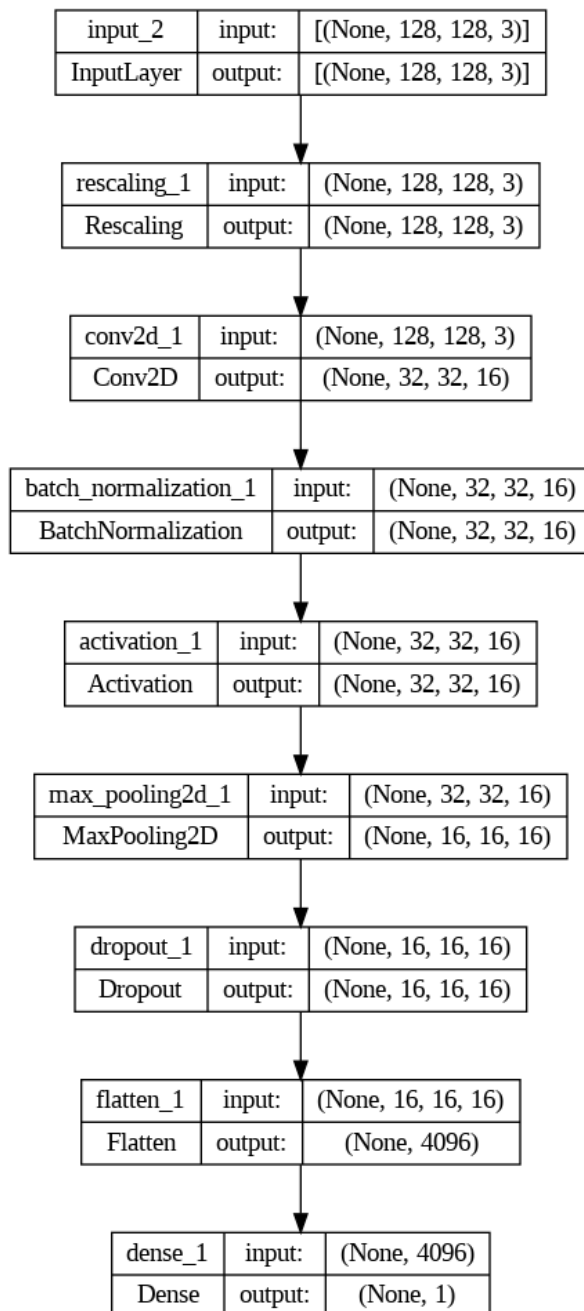 input_2 input: [(None, 128, 128, 3)]
InputLayer output: [(None, 128, 128, 3)]
rescaling_1 input: (None, 128, 128, 3)
Rescaling output: (None, 128, 128, 3)
conv2d_1 input: (None, 128, 128, 3)
Conv2D output: (None, 32, 32, 16)
batch_normalization_1 input: (None, 32, 32, 16)
BatchNormalization output: (None, 32, 32, 16)
activation_1 input: (None, 32, 32, 16)
Activation output: (None, 32, 32, 16)
max_pooling2d_1 input: (None, 32, 32, 16)
MaxPooling2D output: (None, 16, 16, 16)
dropout_1 input: (None, 16, 16, 16)
Dropout output: (None, 16, 16, 16)
flatten_1 input: (None, 16, 16, 16)
Flatten output: (None, 4096)
dense_1 input: (None, 4096)
Dense output: (None, 1)